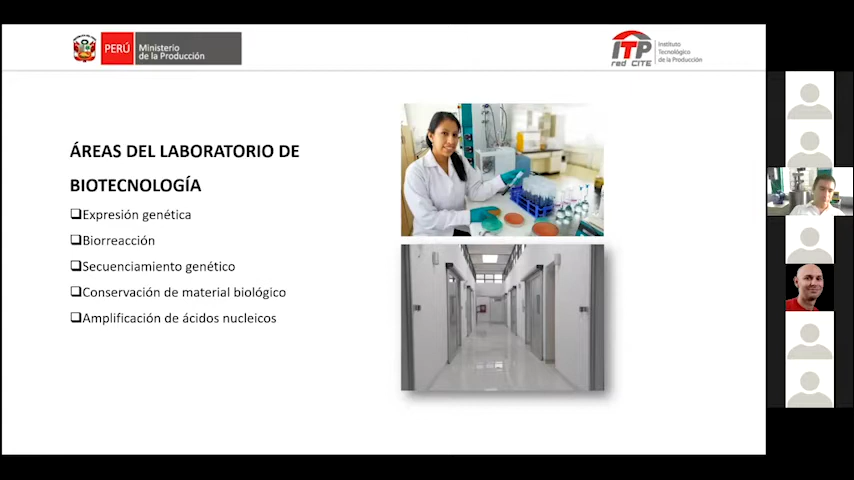 PERÚ
Ministerio
de la Producción
ITP
red CITE
Instituto
Tecnológico
de la Producción
ÁREAS DEL LABORATORIO DE
BIOTECNOLOGÍA
❑Expresión genética
❑Biorreacción
❑Secuenciamiento genético
❑Conservación de material biológico
❑Amplificación de ácidos nucleicos